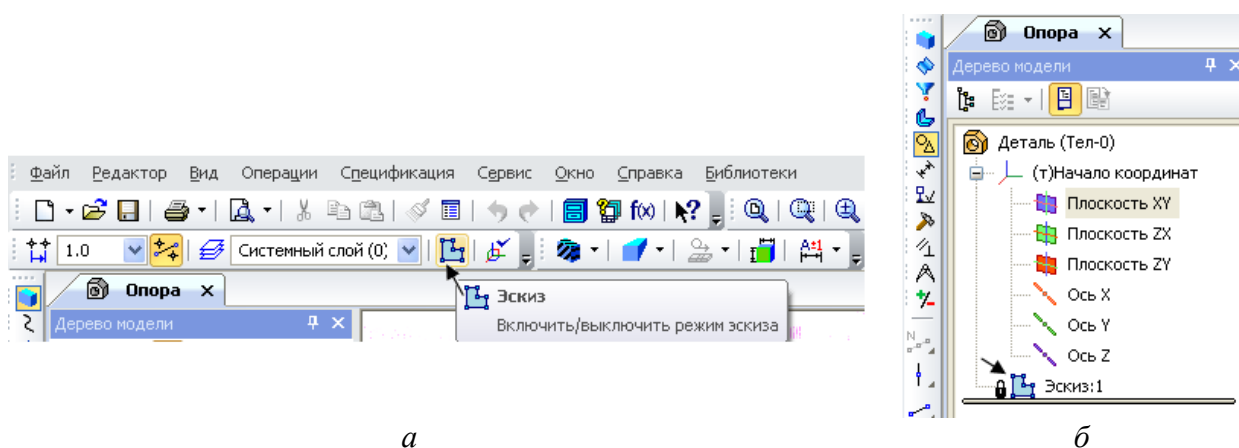 Файл Редактор Вид Операции Спецификация Сервис Окно Справка Библиотеки
f(x) ?
1.0 Системный слой (0)
Опора
Дерево модели
Эскиз
Включить/выключить режим эскиза
а
Опора
Дерево модели
Деталь (Тел-0)
(т)Начало координат
Плоскость XY
Плоскость ZX
Плоскость ZY
Ось X
Ось Y
Ось Z
Эскиз:1
б